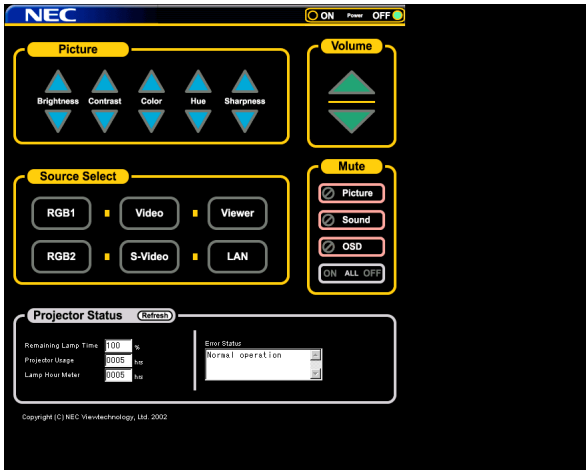 NEC
ON Power OFF
Picture
Brightness Contrast Color Hue Sharpness
Volume
Source Select
RGB1 Video Viewer
RGB2 S-Video LAN
Mute
Picture
Sound
OSD
ON ALL OFF
Projector Status Refresh
Remaining Lamp Time 100 %
Projector Usage 0005 hrs
Lamp Hour Meter 0005 hrs
Error Status
Normal operation
Copyright (C) NEC Viewtechnology, Ltd. 2002